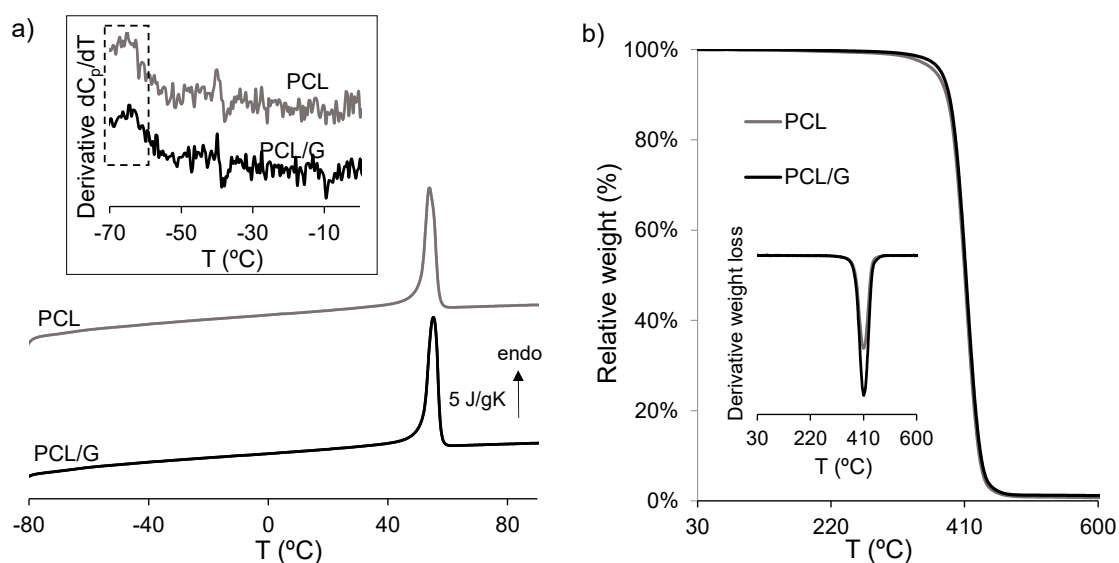 a)
Derivative dCp/dT
PCL
PCL/G
-70 -50 -30 -10
T (ºC)
PCL
endo
5 J/gK
PCL/G
-80 -40 0 40 80
T (ºC)
b)
Relative weight (%)
100%
80%
60%
40%
20%
0%
PCL
PCL/G
Derivative weight loss
30 220 410 600
T (ºC)
30 220 410 600
T (ºC)